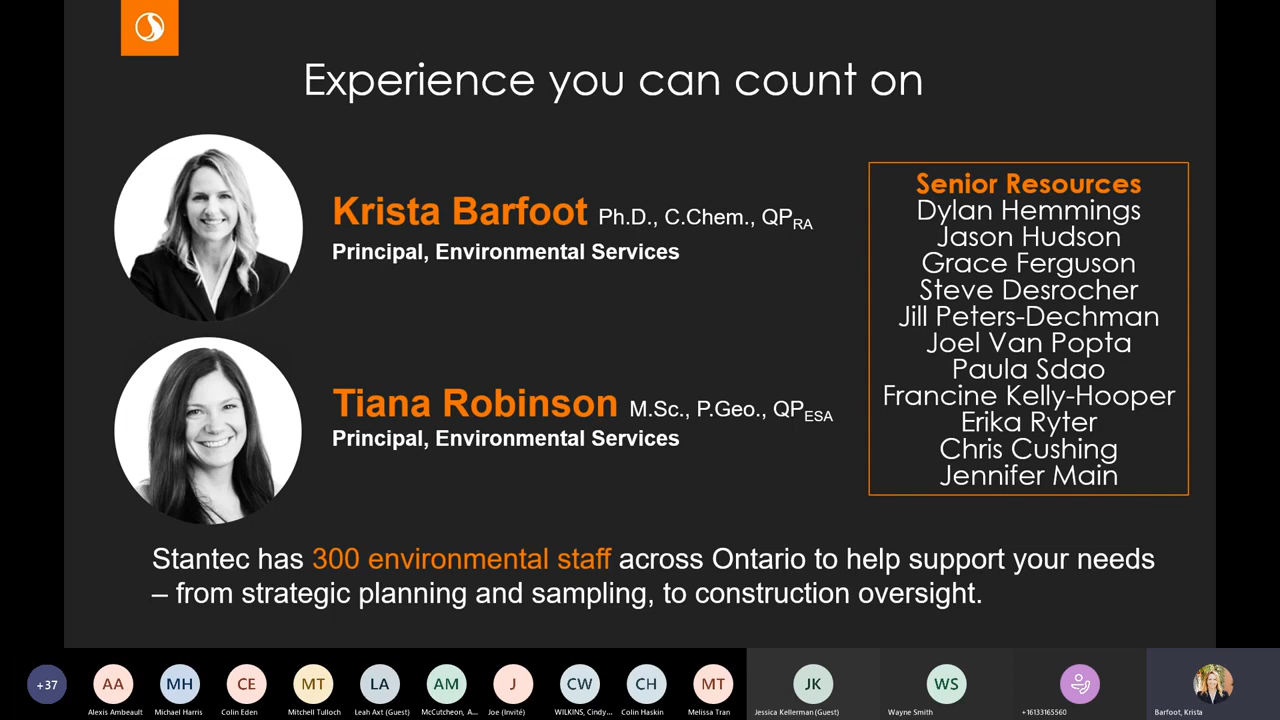 Experience you can count on
Krista Barfoot Ph.D., C.Chem., QPRA
Principal, Environmental Services
Tiana Robinson M.Sc., P.Geo., QPESA
Principal, Environmental Services
Senior Resources
Dylan Hemmings
Jason Hudson
Grace Ferguson
Steve Desrocher
Jill Peters-Dechman
Joel Van Popta
Paula Sdao
Francine Kelly-Hooper
Erika Ryter
Chris Cushing
Jennifer Main
Stantec has 300 environmental staff across Ontario to help support your needs
– from strategic planning and sampling, to construction oversight.
+37 AA MH CE MT LA AM J CW CH MT JK WS
Alexis Ambeault Michael Harris Colin Eden Mitchell Tulloch Leah Axt (Guest) McCutcheon, A... Joe (Invité) WILKINS, Cindy... Colin Haskin Melissa Tran Jessica Kellerman (Guest) Wayne Smith +16133165560 Barfoot, Krista